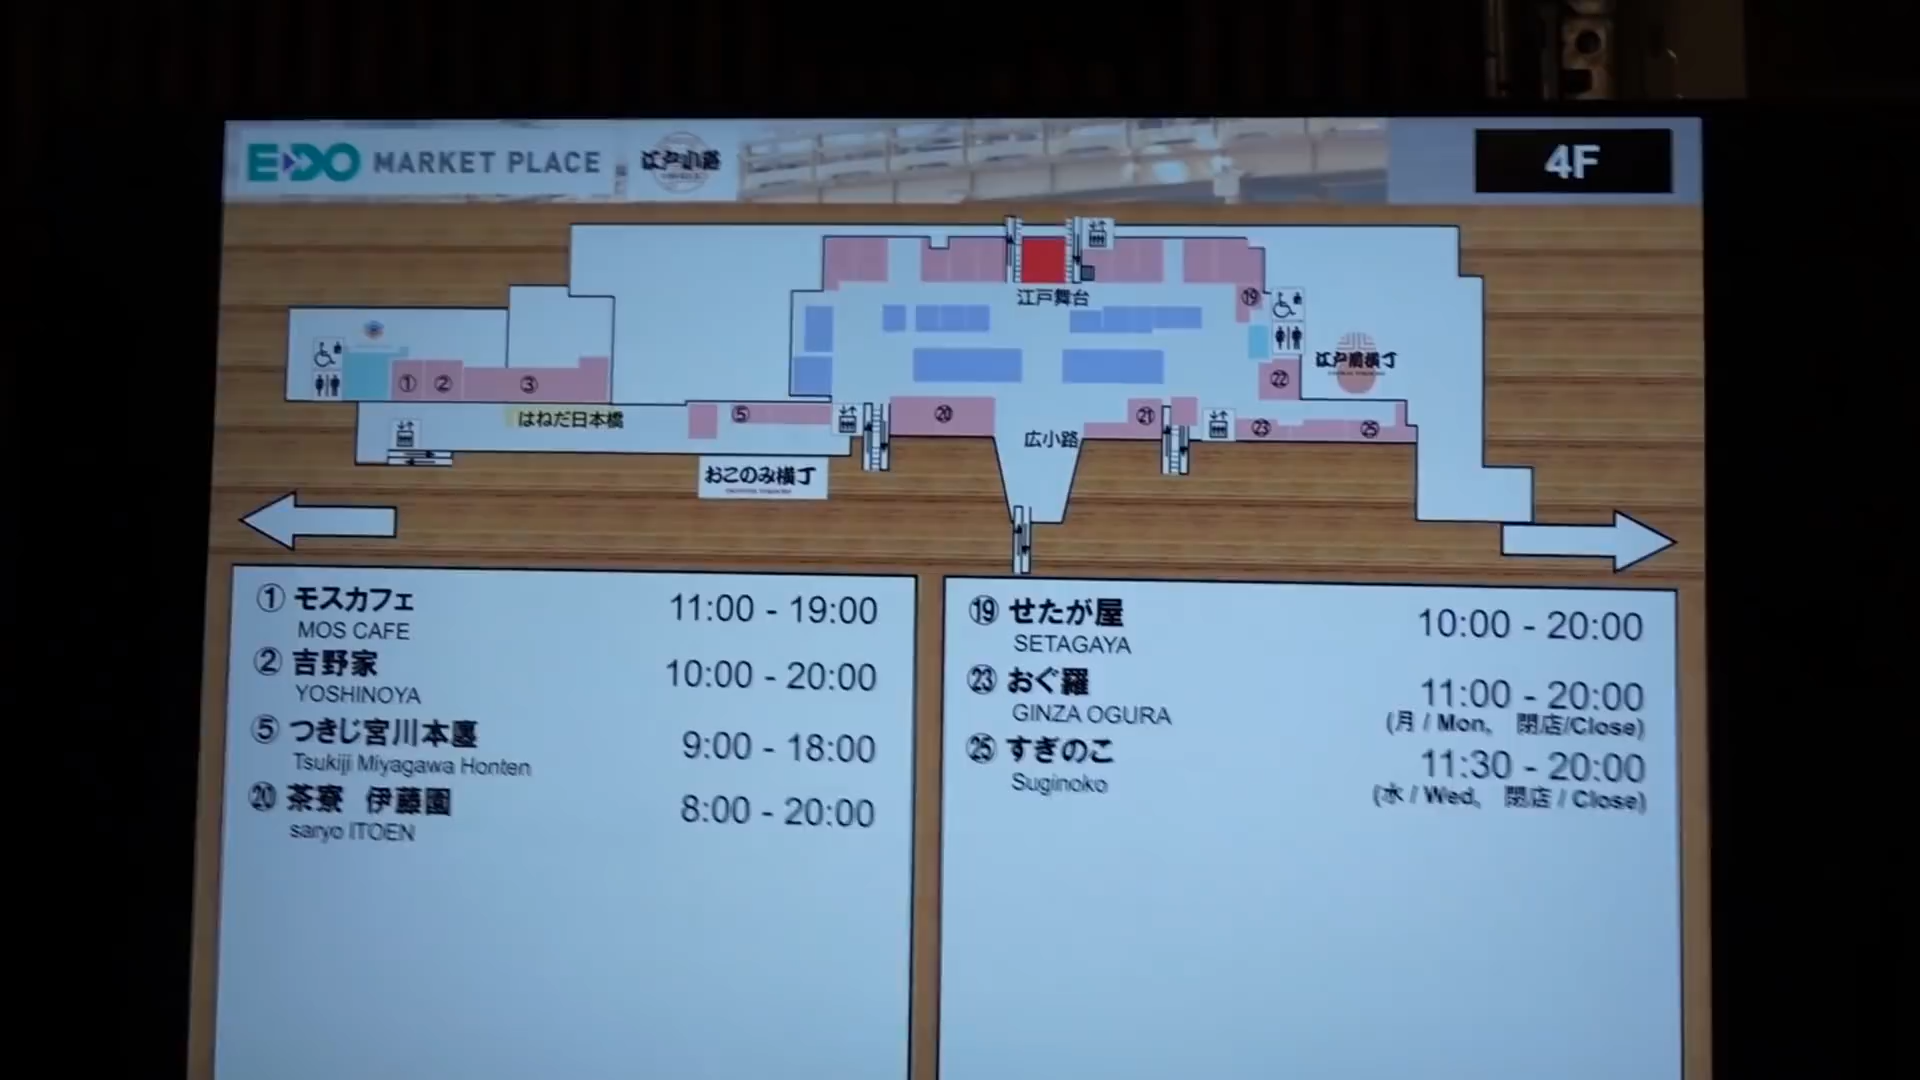 EDO MARKET PLACE
江戸小路
4F
江戸舞台
⑲
江戸前横丁
① ② ③
㉒
はねだ日本橋
⑤
⑳
㉑
広小路
㉓
㉕
おこのみ横丁
① モスカフェ 11:00 - 19:00
MOS CAFE
② 吉野家 10:00 - 20:00
YOSHINOYA
⑤ つきじ宮川本廛 9:00 - 18:00
Tsukiji Miyagawa Honten
⑳ 茶寮 伊藤園 8:00 - 20:00
saryo ITOEN
⑲ せたが屋 10:00 - 20:00
SETAGAYA
㉓ おぐ羅 11:00 - 20:00
GINZA OGURA (月 / Mon, 閉店/Close)
㉕ すぎのこ 11:30 - 20:00
Suginoko (水 / Wed, 閉店 / Close)